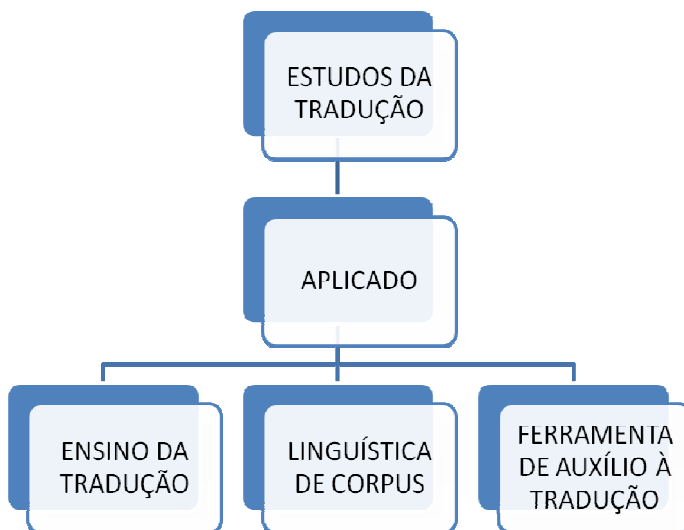 ESTUDOS DA
TRADUÇÃO
APLICADO
ENSINO DA
TRADUÇÃO
LINGUÍSTICA
DE CORPUS
FERRAMENTA
DE AUXÍLIO À
TRADUÇÃO